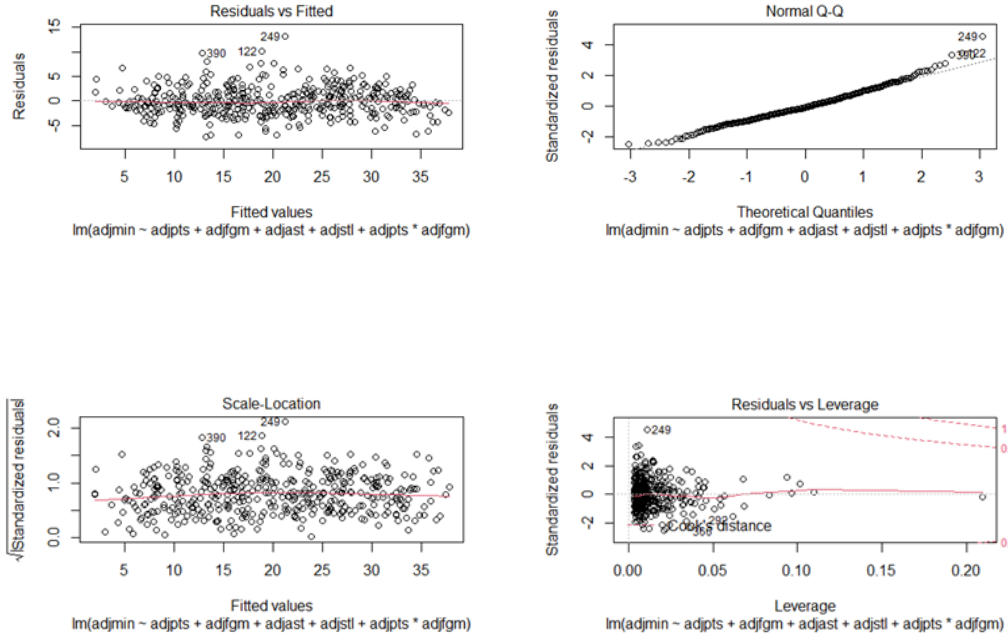 Residuals vs Fitted
Residuals
15
5
0
-5
249
390
122
5 10 15 20 25 30 35
Fitted values
lm(adjmin ~ adjpts + adjfgm + adjast + adjstl + adjpts * adjfgm)
Normal Q-Q
Standardized residuals
4
2
0
-2
249
390
122
-3 -2 -1 0 1 2 3
Theoretical Quantiles
lm(adjmin ~ adjpts + adjfgm + adjast + adjstl + adjpts * adjfgm)
Scale-Location
√|Standardized residuals|
2.0
1.0
0.0
249
390
122
5 10 15 20 25 30 35
Fitted values
lm(adjmin ~ adjpts + adjfgm + adjast + adjstl + adjpts * adjfgm)
Residuals vs Leverage
Standardized residuals
4
2
0
-2
249
Cook's distance
1
0
0
0.00 0.05 0.10 0.15 0.20
Leverage
lm(adjmin ~ adjpts + adjfgm + adjast + adjstl + adjpts * adjfgm)